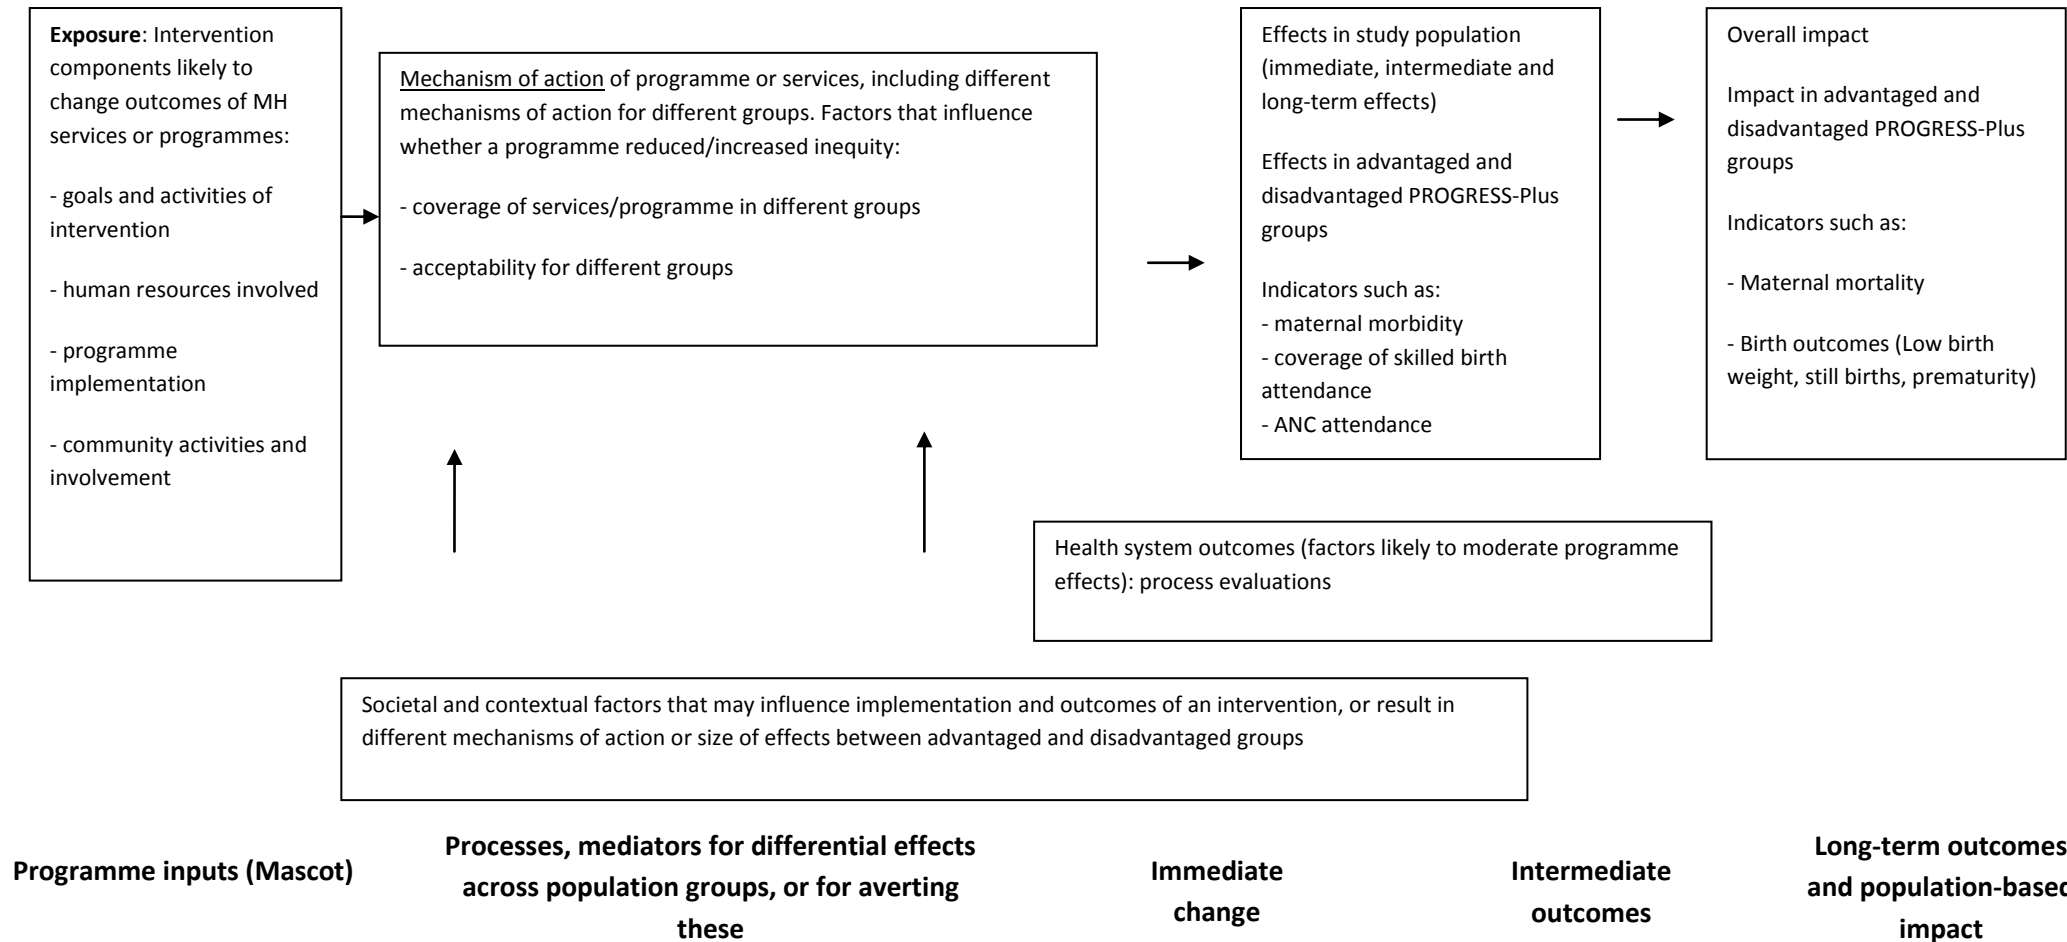 Exposure: Intervention
components likely to
change outcomes of MH
services or programmes:
- goals and activities of
intervention
- human resources involved
- programme
implementation
- community activities and
involvement
Mechanism of action of programme or services, including different
mechanisms of action for different groups. Factors that influence
whether a programme reduced/increased inequity:
- coverage of services/programme in different groups
- acceptability for different groups
Effects in study population
(immediate, intermediate and
long-term effects)
Effects in advantaged and
disadvantaged PROGRESS-Plus
groups
Indicators such as:
- maternal morbidity
- coverage of skilled birth
attendance
- ANC attendance
Overall impact
Impact in advantaged and
disadvantaged PROGRESS-Plus
groups
Indicators such as:
- Maternal mortality
- Birth outcomes (Low birth
weight, still births, prematurity)
Health system outcomes (factors likely to moderate programme
effects): process evaluations
Societal and contextual factors that may influence implementation and outcomes of an intervention, or result in
different mechanisms of action or size of effects between advantaged and disadvantaged groups
Programme inputs (Mascot)
Processes, mediators for differential effects
across population groups, or for averting
these
Immediate
change
Intermediate
outcomes
Long-term outcomes
and population-based
impact